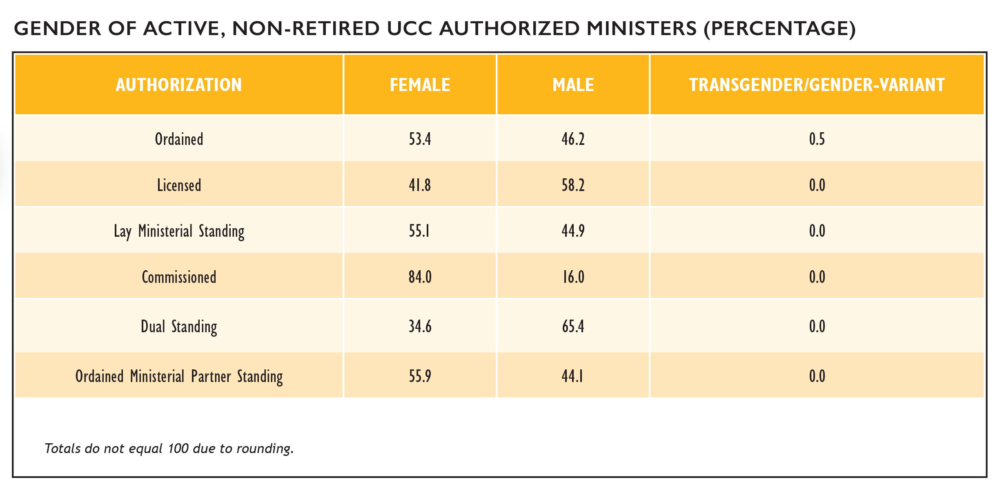 GENDER OF ACTIVE, NON-RETIRED UCC AUTHORIZED MINISTERS (PERCENTAGE)
AUTHORIZATION FEMALE MALE TRANSGENDER/GENDER-VARIANT
Ordained 53.4 46.2 0.5
Licensed 41.8 58.2 0.0
Lay Ministerial Standing 55.1 44.9 0.0
Commissioned 84.0 16.0 0.0
Dual Standing 34.6 65.4 0.0
Ordained Ministerial Partner Standing 55.9 44.1 0.0
Totals do not equal 100 due to rounding.